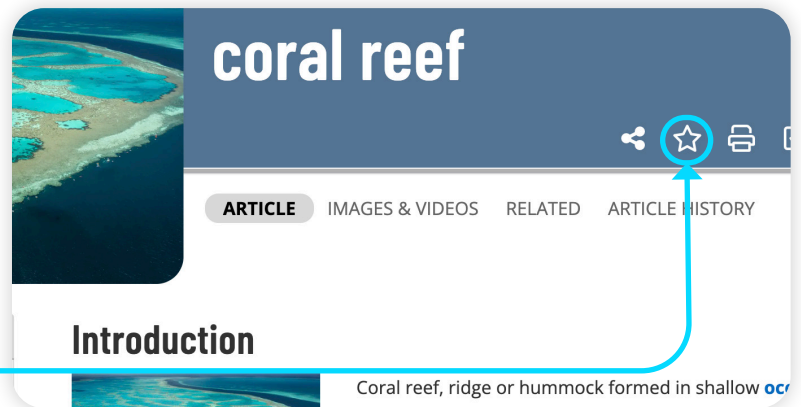 coral reef
ARTICLE IMAGES & VIDEOS RELATED ARTICLE HISTORY
Introduction
Coral reef, ridge or hummock formed in shallow